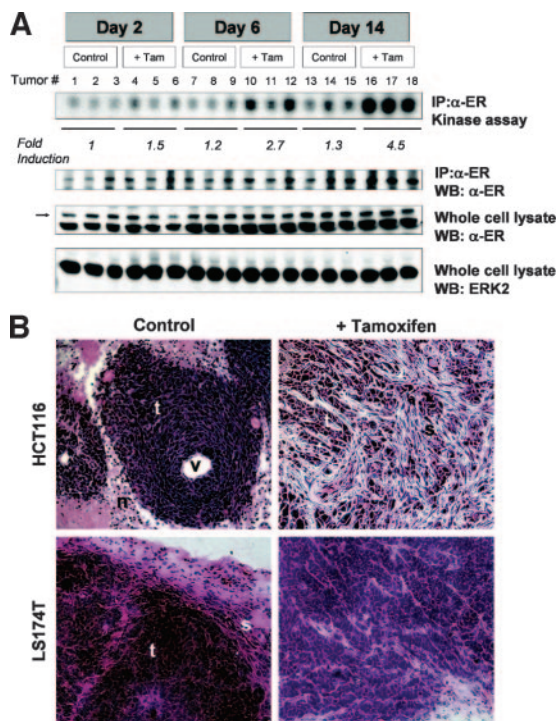 A
Day 2 Day 6 Day 14
Control + Tam Control + Tam Control + Tam
Tumor # 1 2 3 4 5 6 7 8 9 10 11 12 13 14 15 16 17 18
IP:α-ER
Kinase assay
Fold
Induction 1 1.5 1.2 2.7 1.3 4.5
IP:α-ER
WB: α-ER
→ Whole cell lysate
WB: α-ER
Whole cell lysate
WB: ERK2
B
Control + Tamoxifen
HCT116
t
v
n
s
LS174T
t
s